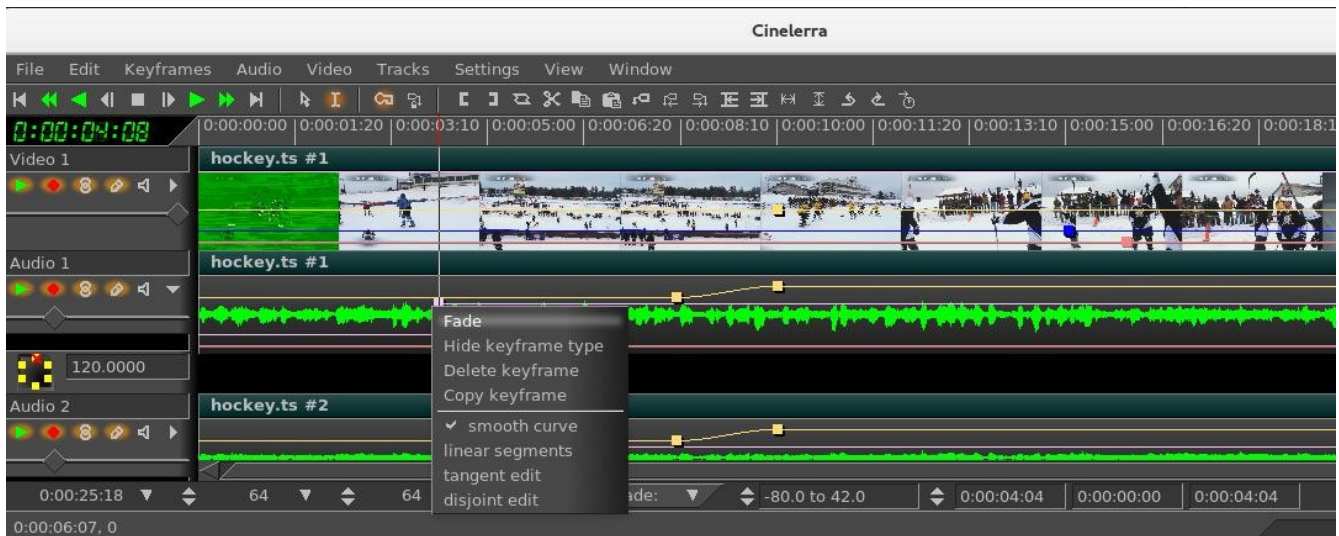 Cinelerra
File Edit Keyframes Audio Video Tracks Settings View Window
0:00:04:08
0:00:00:00 0:00:01:20 0:00:03:10 0:00:05:00 0:00:06:20 0:00:08:10 0:00:10:00 0:00:11:20 0:00:13:10 0:00:15:00 0:00:16:20 0:00:18:1
Video 1
hockey.ts #1
Audio 1
hockey.ts #1
120.0000
Audio 2
hockey.ts #2
Fade
Hide keyframe type
Delete keyframe
Copy keyframe
smooth curve
linear segments
tangent edit
disjoint edit
0:00:25:18 64 64 ade: -80.0 to 42.0 0:00:04:04 0:00:00:00 0:00:04:04
0:00:06:07, 0